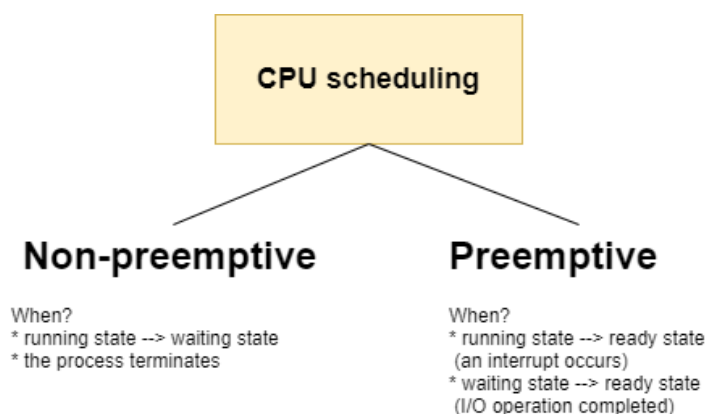 CPU scheduling
Non-preemptive
When?
* running state --> waiting state
* the process terminates
Preemptive
When?
* running state --> ready state
(an interrupt occurs)
* waiting state --> ready state
(I/O operation completed)